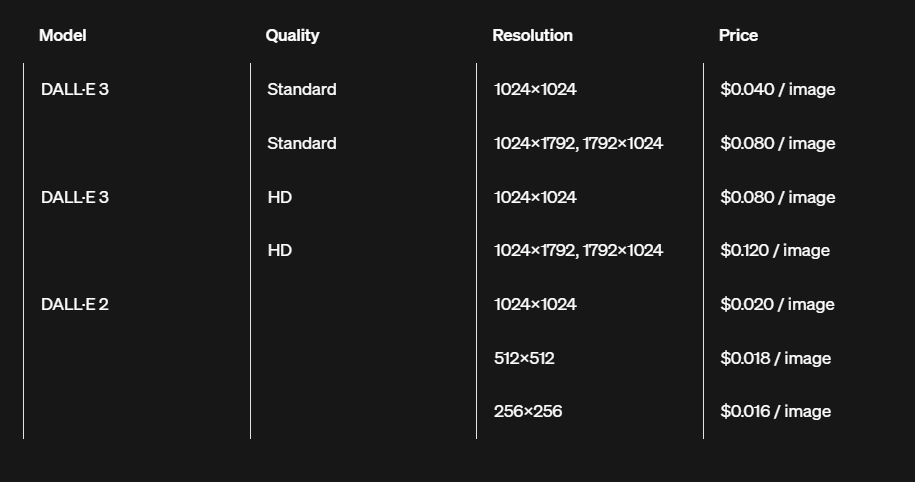 Model Quality Resolution Price
DALL·E 3 Standard 1024×1024 $0.040 / image
Standard 1024×1792, 1792×1024 $0.080 / image
DALL·E 3 HD 1024×1024 $0.080 / image
HD 1024×1792, 1792×1024 $0.120 / image
DALL·E 2 1024×1024 $0.020 / image
512×512 $0.018 / image
256×256 $0.016 / image